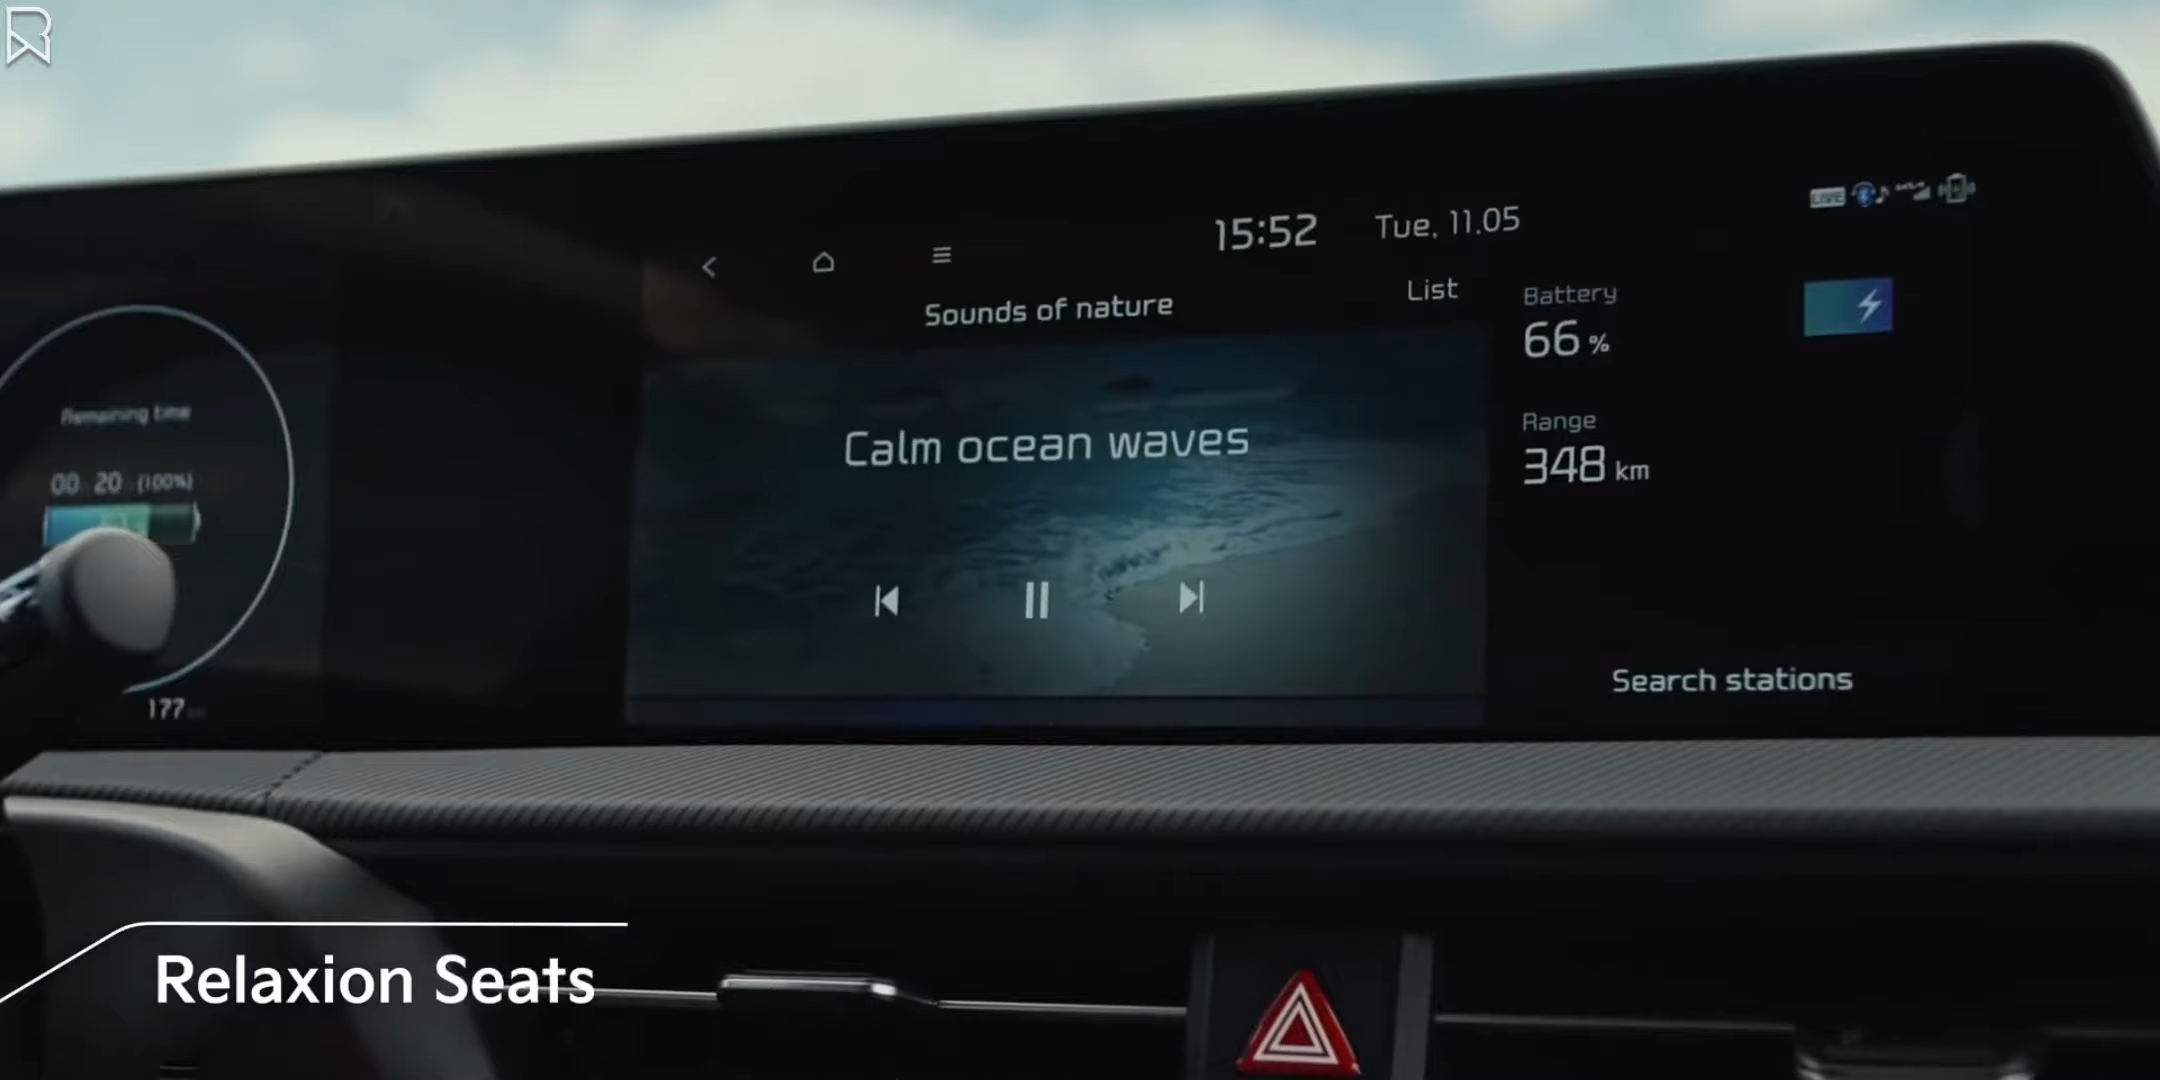 15:52 Tue, 11.05
LIVE
Sounds of nature
List
Battery
66 %
Range
348 km
Calm ocean waves
Search stations
Remaining time
00 20 (100%)
177
Relaxion Seats